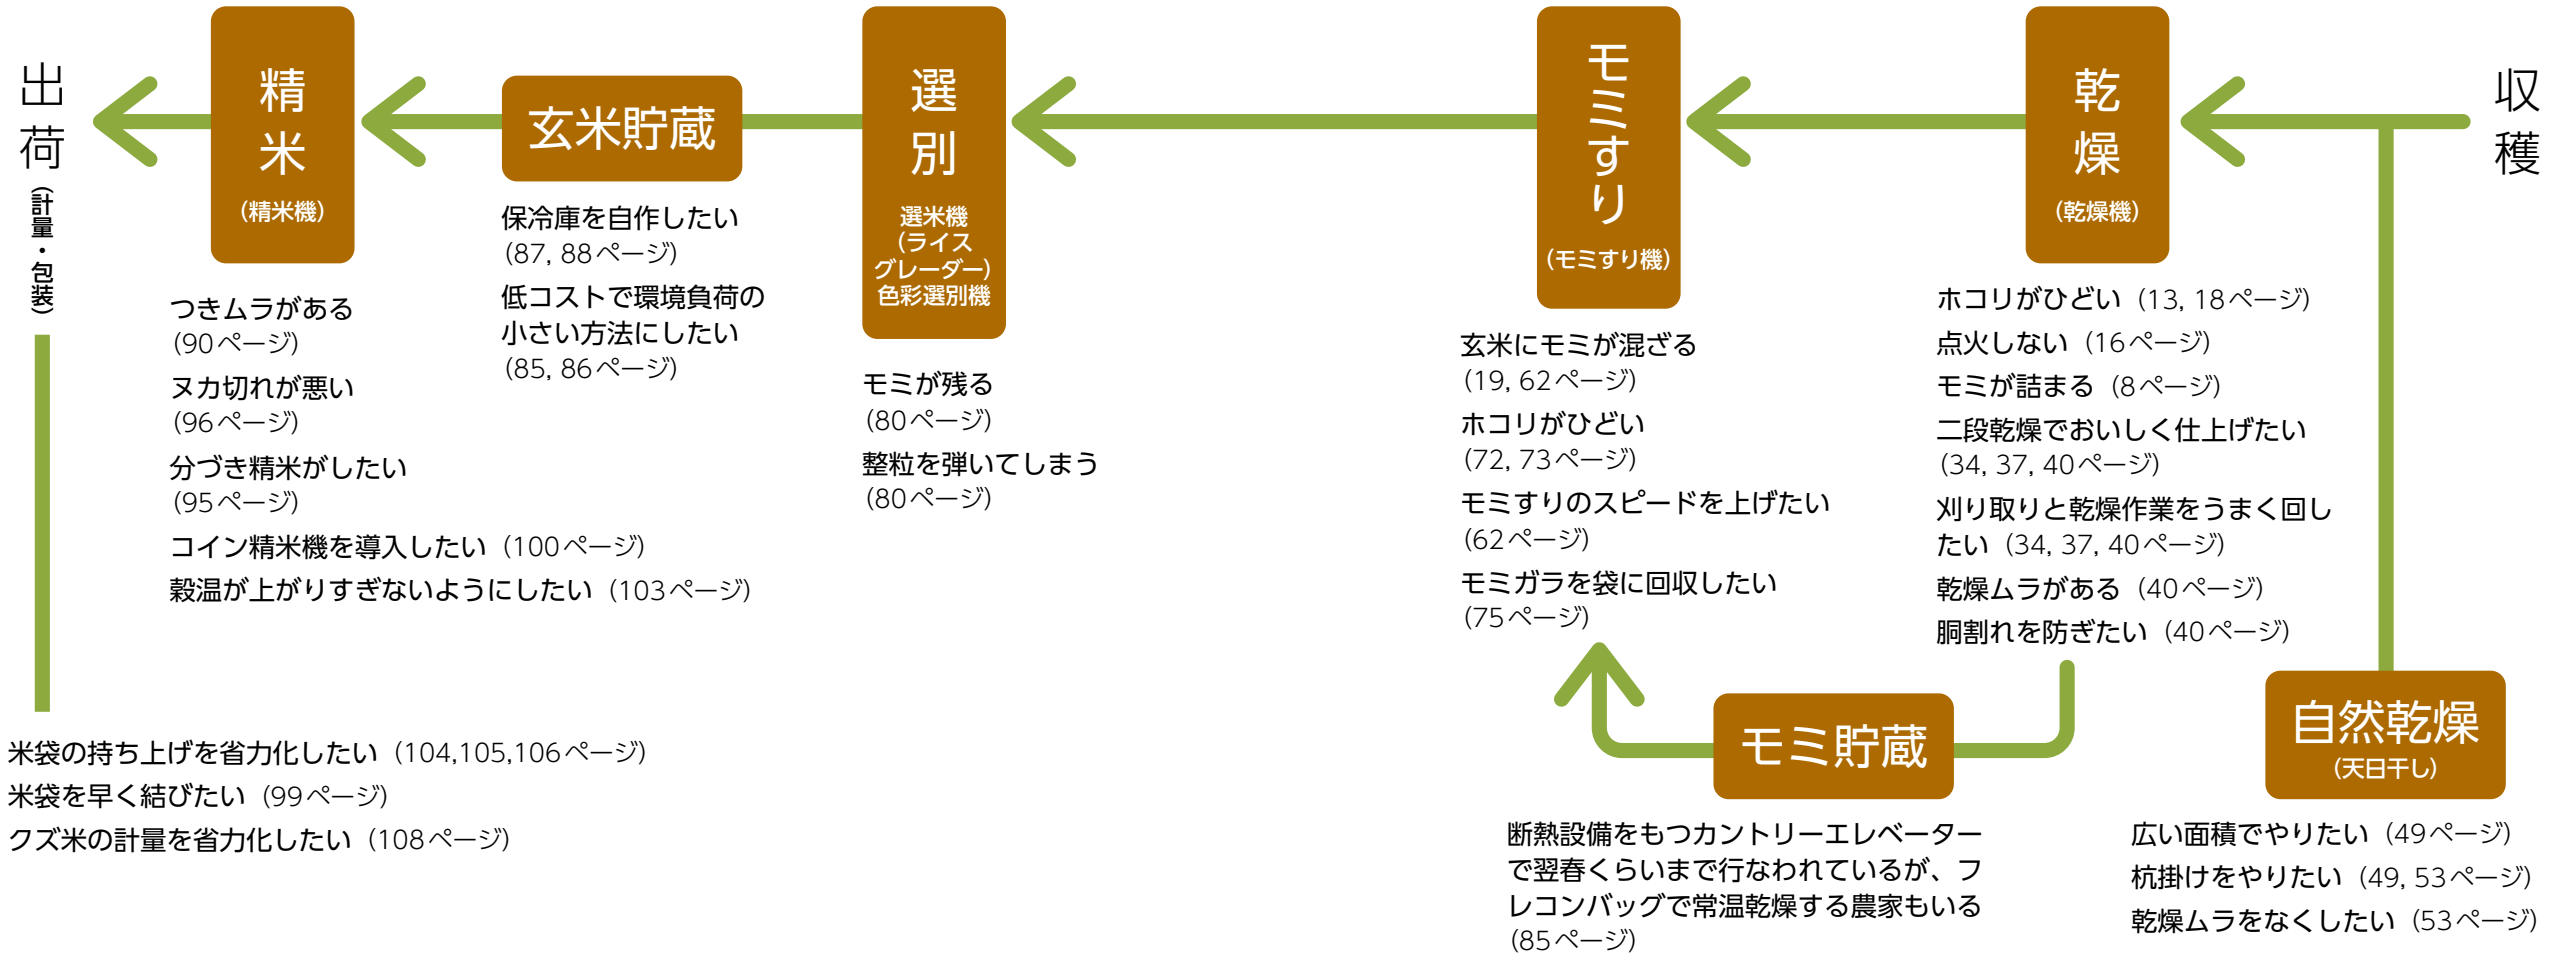 収穫
乾燥
（乾燥機）
ホコリがひどい（13, 18ページ）
点火しない（16ページ）
モミが詰まる（8ページ）
二段乾燥でおいしく仕上げたい
（34, 37, 40ページ）
刈り取りと乾燥作業をうまく回し
たい（34, 37, 40ページ）
乾燥ムラがある（40ページ）
胴割れを防ぎたい（40ページ）
自然乾燥
（天日干し）
広い面積でやりたい（49ページ）
杭掛けをやりたい（49, 53ページ）
乾燥ムラをなくしたい（53ページ）
モミ貯蔵
断熱設備をもつカントリーエレベーター
で翌春くらいまで行なわれているが、フ
レコンバッグで常温乾燥する農家もいる
（85ページ）
モミすり
（モミすり機）
玄米にモミが混ざる
（19, 62ページ）
ホコリがひどい
（72, 73ページ）
モミすりのスピードを上げたい
（62ページ）
モミガラを袋に回収したい
（75ページ）
選別
選米機
（ライス
グレーダー）
色彩選別機
モミが残る
（80ページ）
整粒を弾いてしまう
（80ページ）
玄米貯蔵
保冷庫を自作したい
（87, 88ページ）
低コストで環境負荷の
小さい方法にしたい
（85, 86ページ）
精米
（精米機）
つきムラがある
（90ページ）
ヌカ切れが悪い
（96ページ）
分づき精米がしたい
（95ページ）
コイン精米機を導入したい（100ページ）
穀温が上がりすぎないようにしたい（103ページ）
出荷
（計量・包装）
米袋の持ち上げを省力化したい（104,105,106ページ）
米袋を早く結びたい（99ページ）
クズ米の計量を省力化したい（108ページ）